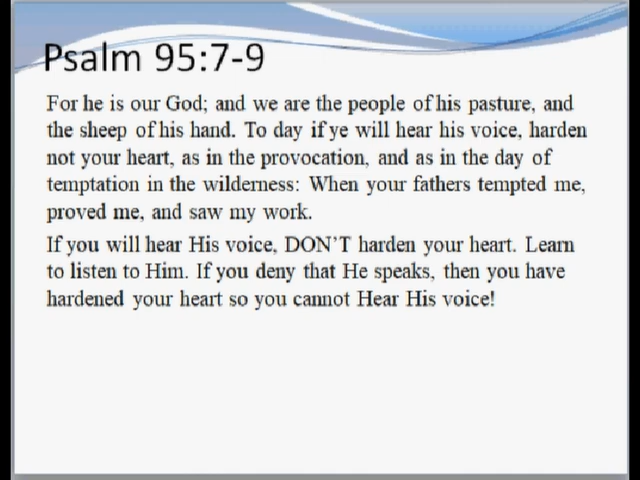 Psalm 95:7-9
For he is our God; and we are the people of his pasture, and
the sheep of his hand. To day if ye will hear his voice, harden
not your heart, as in the provocation, and as in the day of
temptation in the wilderness: When your fathers tempted me,
proved me, and saw my work.
If you will hear His voice, DON'T harden your heart. Learn
to listen to Him. If you deny that He speaks, then you have
hardened your heart so you cannot Hear His voice!